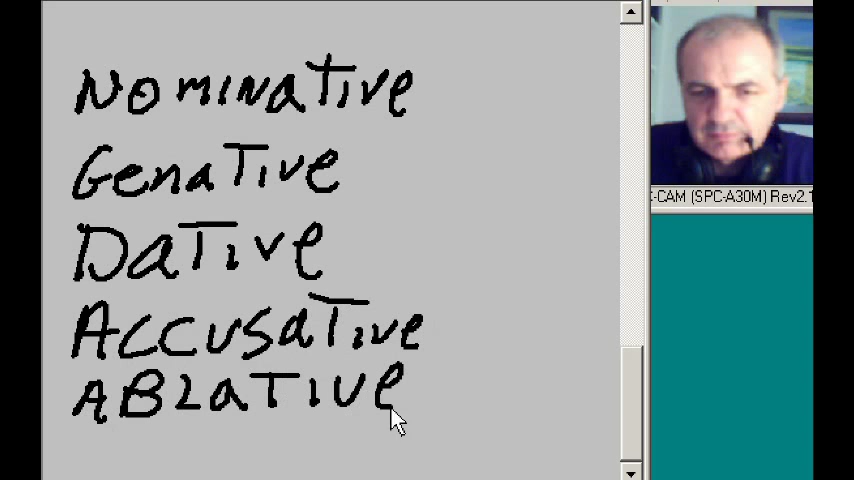 Nominative
Genative
Dative
Accusative
Ablative
-CAM (SPC-A30M) Rev2.1